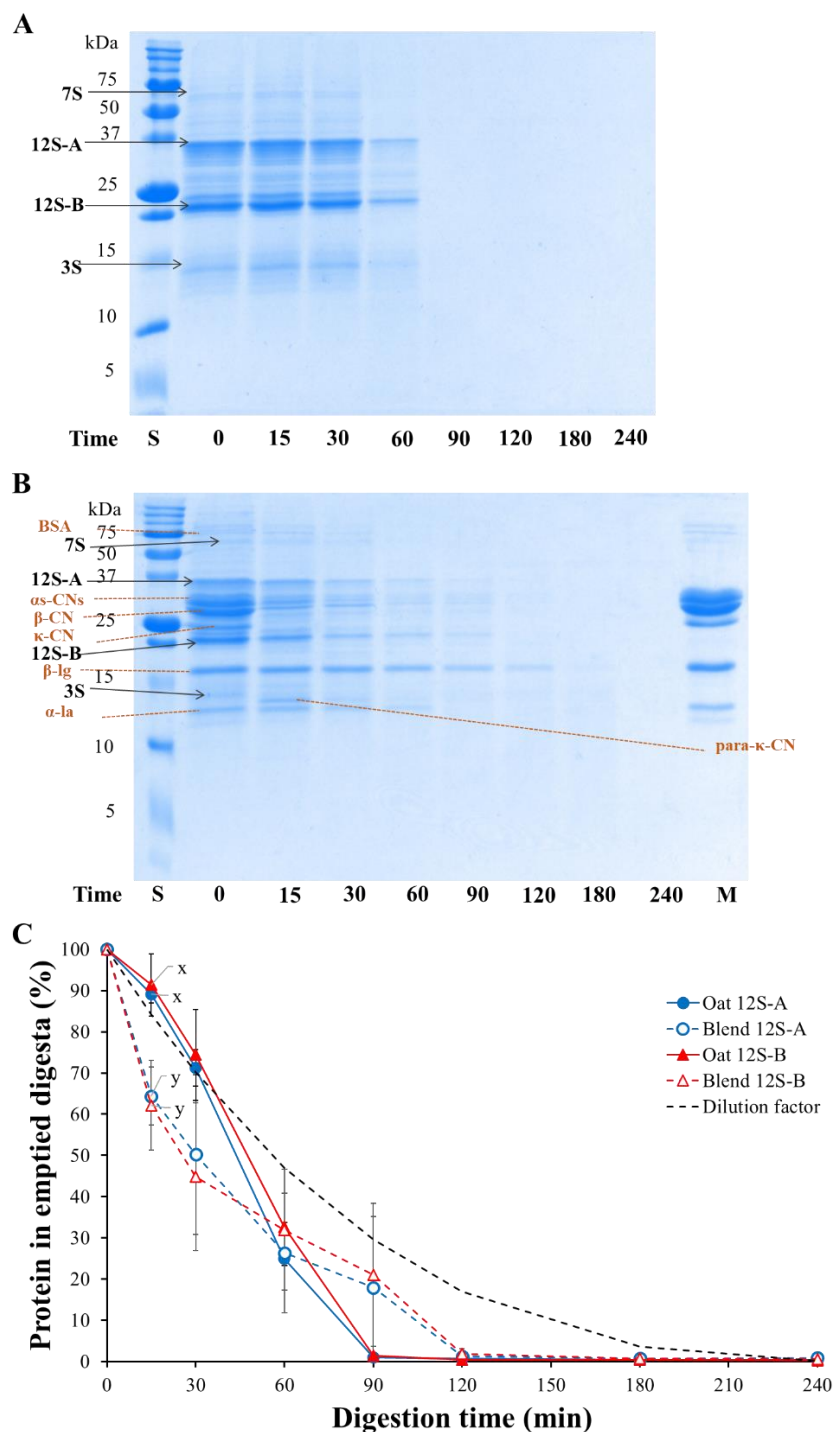 A
kDa
75
7S
50
12S-A
37
25
12S-B
15
3S
10
5
Time S 0 15 30 60 90 120 180 240
B
kDa
BSA
75
7S
50
12S-A
37
αs-CNs
β-CN
25
κ-CN
12S-B
β-lg
15
3S
α-la
10
para-κ-CN
5
Time S 0 15 30 60 90 120 180 240 M
C
Protein in emptied digesta (%)
100
90
80
70
60
50
40
30
20
10
0
x
x
y
y
Oat 12S-A
Blend 12S-A
Oat 12S-B
Blend 12S-B
Dilution factor
0 30 60 90 120 150 180 210 240
Digestion time (min)